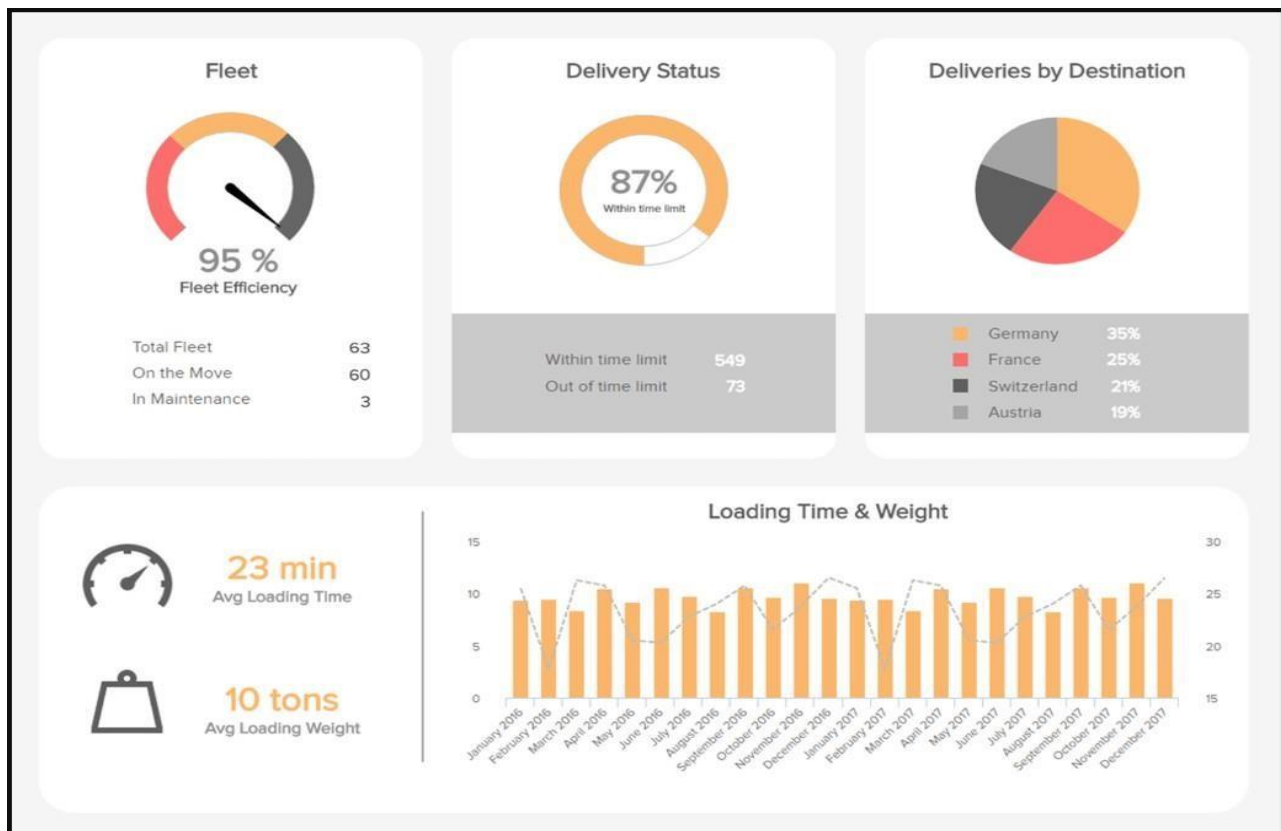 Fleet
95 %
Fleet Efficiency
Total Fleet 63
On the Move 60
In Maintenance 3
Delivery Status
87%
Within time limit
Within time limit 549
Out of time limit 73
Deliveries by Destination
Germany 35%
France 25%
Switzerland 21%
Austria 19%
23 min
Avg Loading Time
10 tons
Avg Loading Weight
Loading Time & Weight
15
10
5
0
30
25
20
15
January 2016
February 2016
March 2016
April 2016
May 2016
June 2016
July 2016
August 2016
September 2016
October 2016
November 2016
December 2016
January 2017
February 2017
March 2017
April 2017
May 2017
June 2017
July 2017
August 2017
September 2017
October 2017
November 2017
December 2017